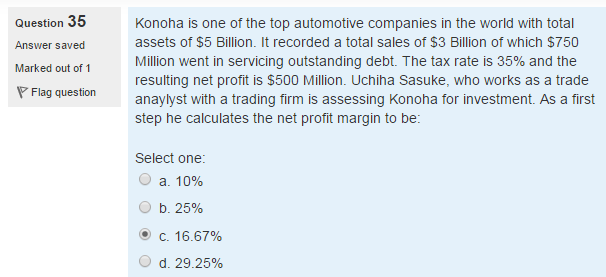 Question 35
Answer saved
Marked out of 1
Flag question
Konoha is one of the top automotive companies in the world with total
assets of $5 Billion. It recorded a total sales of $3 Billion of which $750
Million went in servicing outstanding debt. The tax rate is 35% and the
resulting net profit is $500 Million. Uchiha Sasuke, who works as a trade
anaylyst with a trading firm is assessing Konoha for investment. As a first
step he calculates the net profit margin to be:
Select one:
a. 10%
b. 25%
c. 16.67%
d. 29.25%